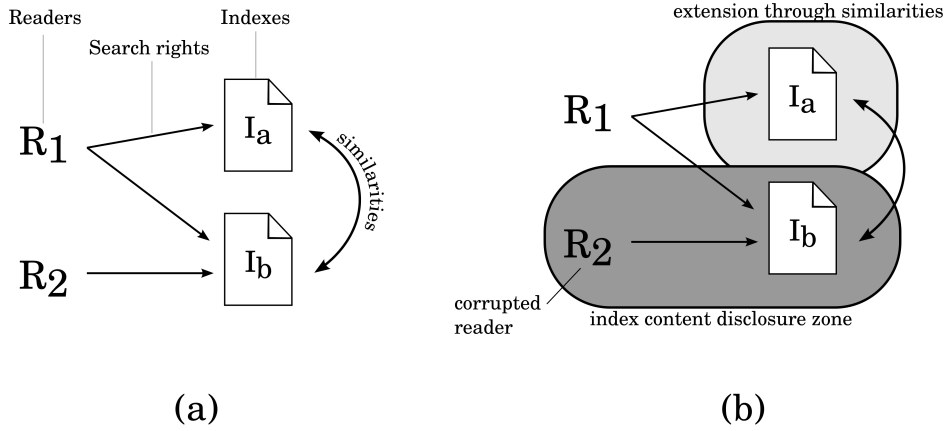 Readers
Indexes
Search rights
R1
Ia
similarities
R2
Ib
(a)
extension through similarities
R1
Ia
R2
Ib
corrupted
reader
index content disclosure zone
(b)